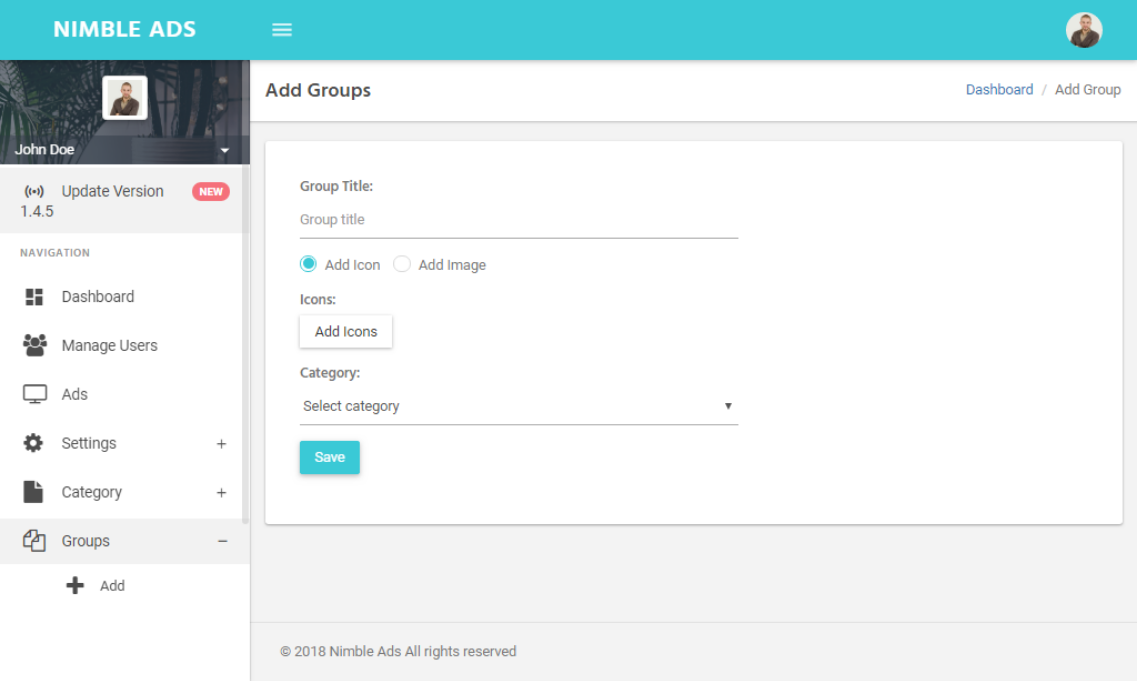 NIMBLE ADS
Add Groups
Dashboard / Add Group
John Doe
Update Version NEW
1.4.5
NAVIGATION
Dashboard
Manage Users
Ads
Settings +
Category +
Groups −
Add
Group Title:
Group title
Add Icon Add Image
Icons:
Add Icons
Category:
Select category
Save
© 2018 Nimble Ads All rights reserved